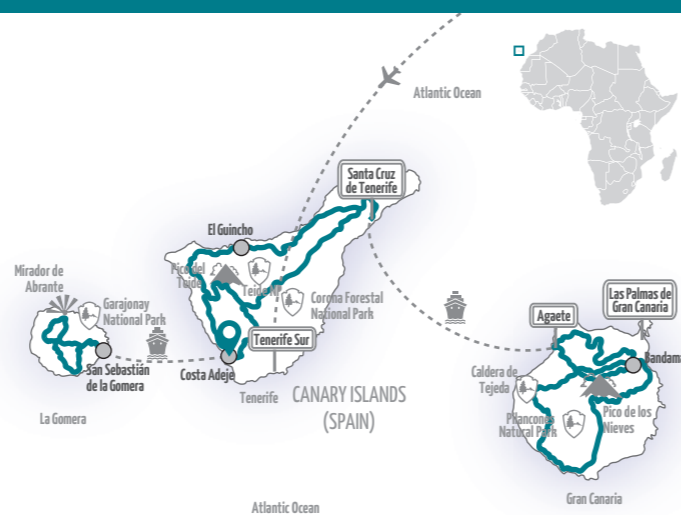 Atlantic Ocean
Santa Cruz
de Tenerife
El Guincho
Pico del
Teide
Teide NP
Mirador de
Abrante
Garajonay
National Park
Corona Forestal
National Park
Las Palmas de
Gran Canaria
Agaete
Tenerife Sur
Bandama
San Sebastián
de la Gomera
Costa Adeje
Caldera de
Tejeda
Tenerife
CANARY ISLANDS
(SPAIN)
Pilancones
Natural Park
Pico de los
Nieves
La Gomera
Gran Canaria
Atlantic Ocean